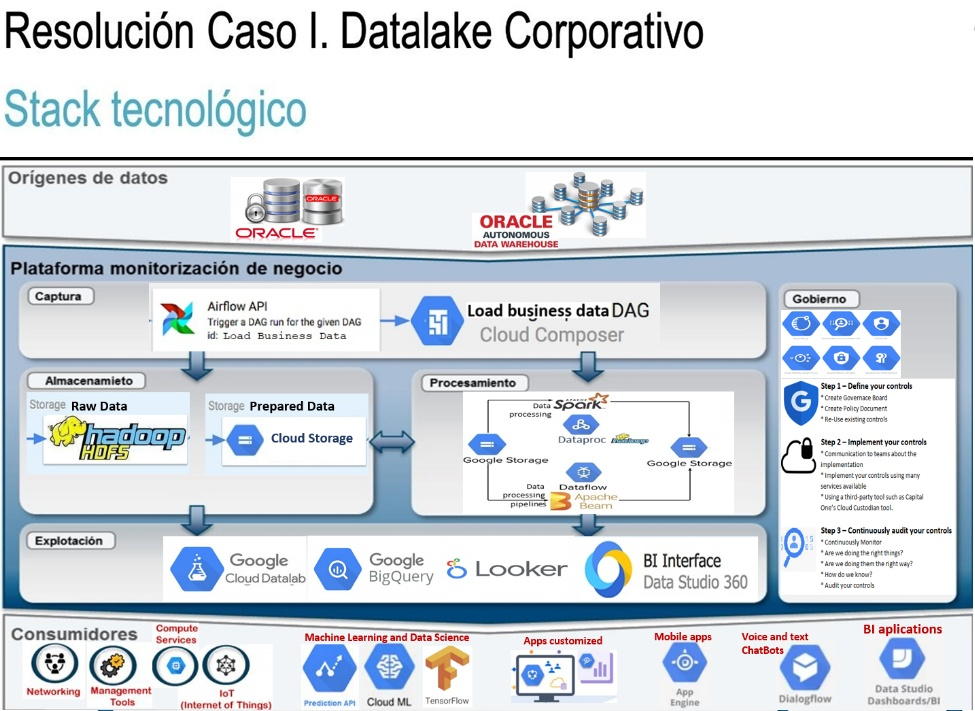 Resolución Caso I. Datalake Corporativo
Stack tecnológico
Orígenes de datos
ORACLE
ORACLE
ORACLE
AUTONOMOUS
DATA WAREHOUSE
Plataforma monitorización de negocio
Captura
Airflow API
Trigger a DAG run for the given DAG
id: Load Business Data
Load business data DAG
Cloud Composer
Gobierno
Step 1 – Define your controls
* Create Governace Board
* Create Policy Document
* Re-Use existing controls
Step 2 – Implement your controls
* Communication to teams about the
implementation
* Implement your controls using many
services available
* Using a third-party tool such as Capital
One's Cloud Custodian tool.
Step 3 – Continuously audit your controls
* Continuously Monitor
* Are we doing the right things?
* Are we doing them the right way?
* How do we know?
* Audit your controls
Almacenamieto
Storage Raw Data
hadoop
HDFS
Storage Prepared Data
Cloud Storage
Procesamiento
Data
processing
APACHE
Spark
Dataproc
hadoop
Google Storage
Google Storage
Dataflow
Data
processing
pipelines
Apache
Beam
Explotación
Google
Cloud Datalab
Google
BigQuery
Looker
BI Interface
Data Studio 360
Consumidores
Networking
Management
Tools
Compute
Services
IoT
(Internet of Things)
Machine Learning and Data Science
Prediction API
Cloud ML
TensorFlow
Apps customized
Mobile apps
App
Engine
Voice and text
ChatBots
Dialogflow
BI aplications
Data Studio
Dashboards/BI